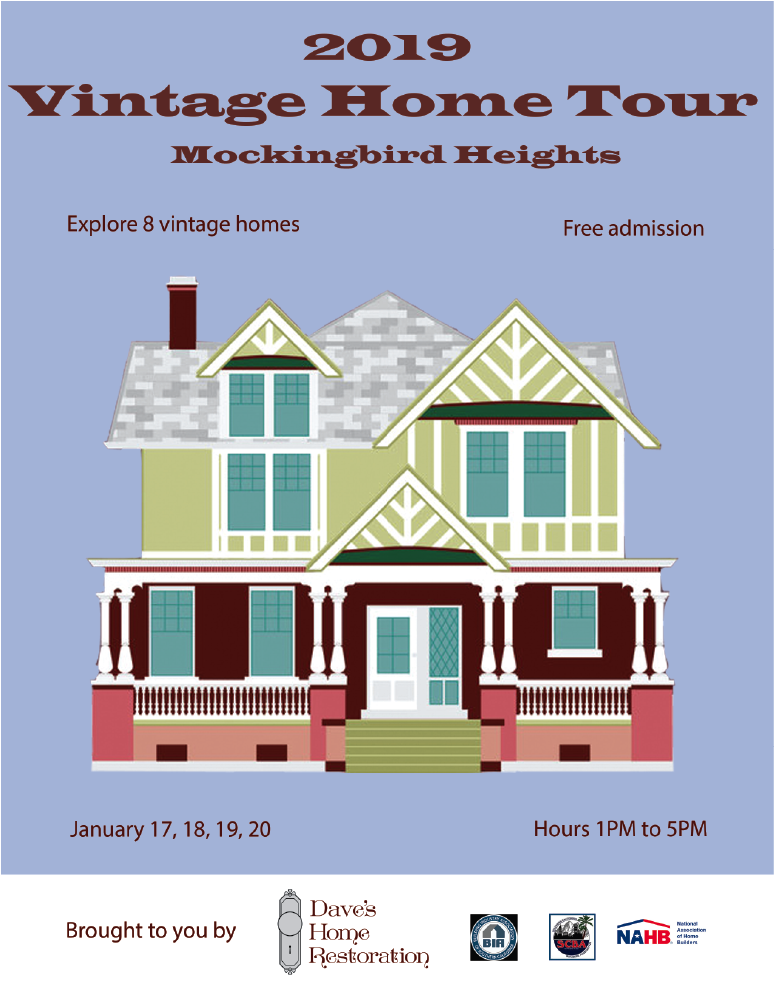 2019
Vintage Home Tour
Mockingbird Heights
Explore 8 vintage homes
Free admission
January 17, 18, 19, 20
Hours 1PM to 5PM
Brought to you by
Dave's
Home
Restoration
BIA
SCBA
NAHB
National
Association
of Home
Builders